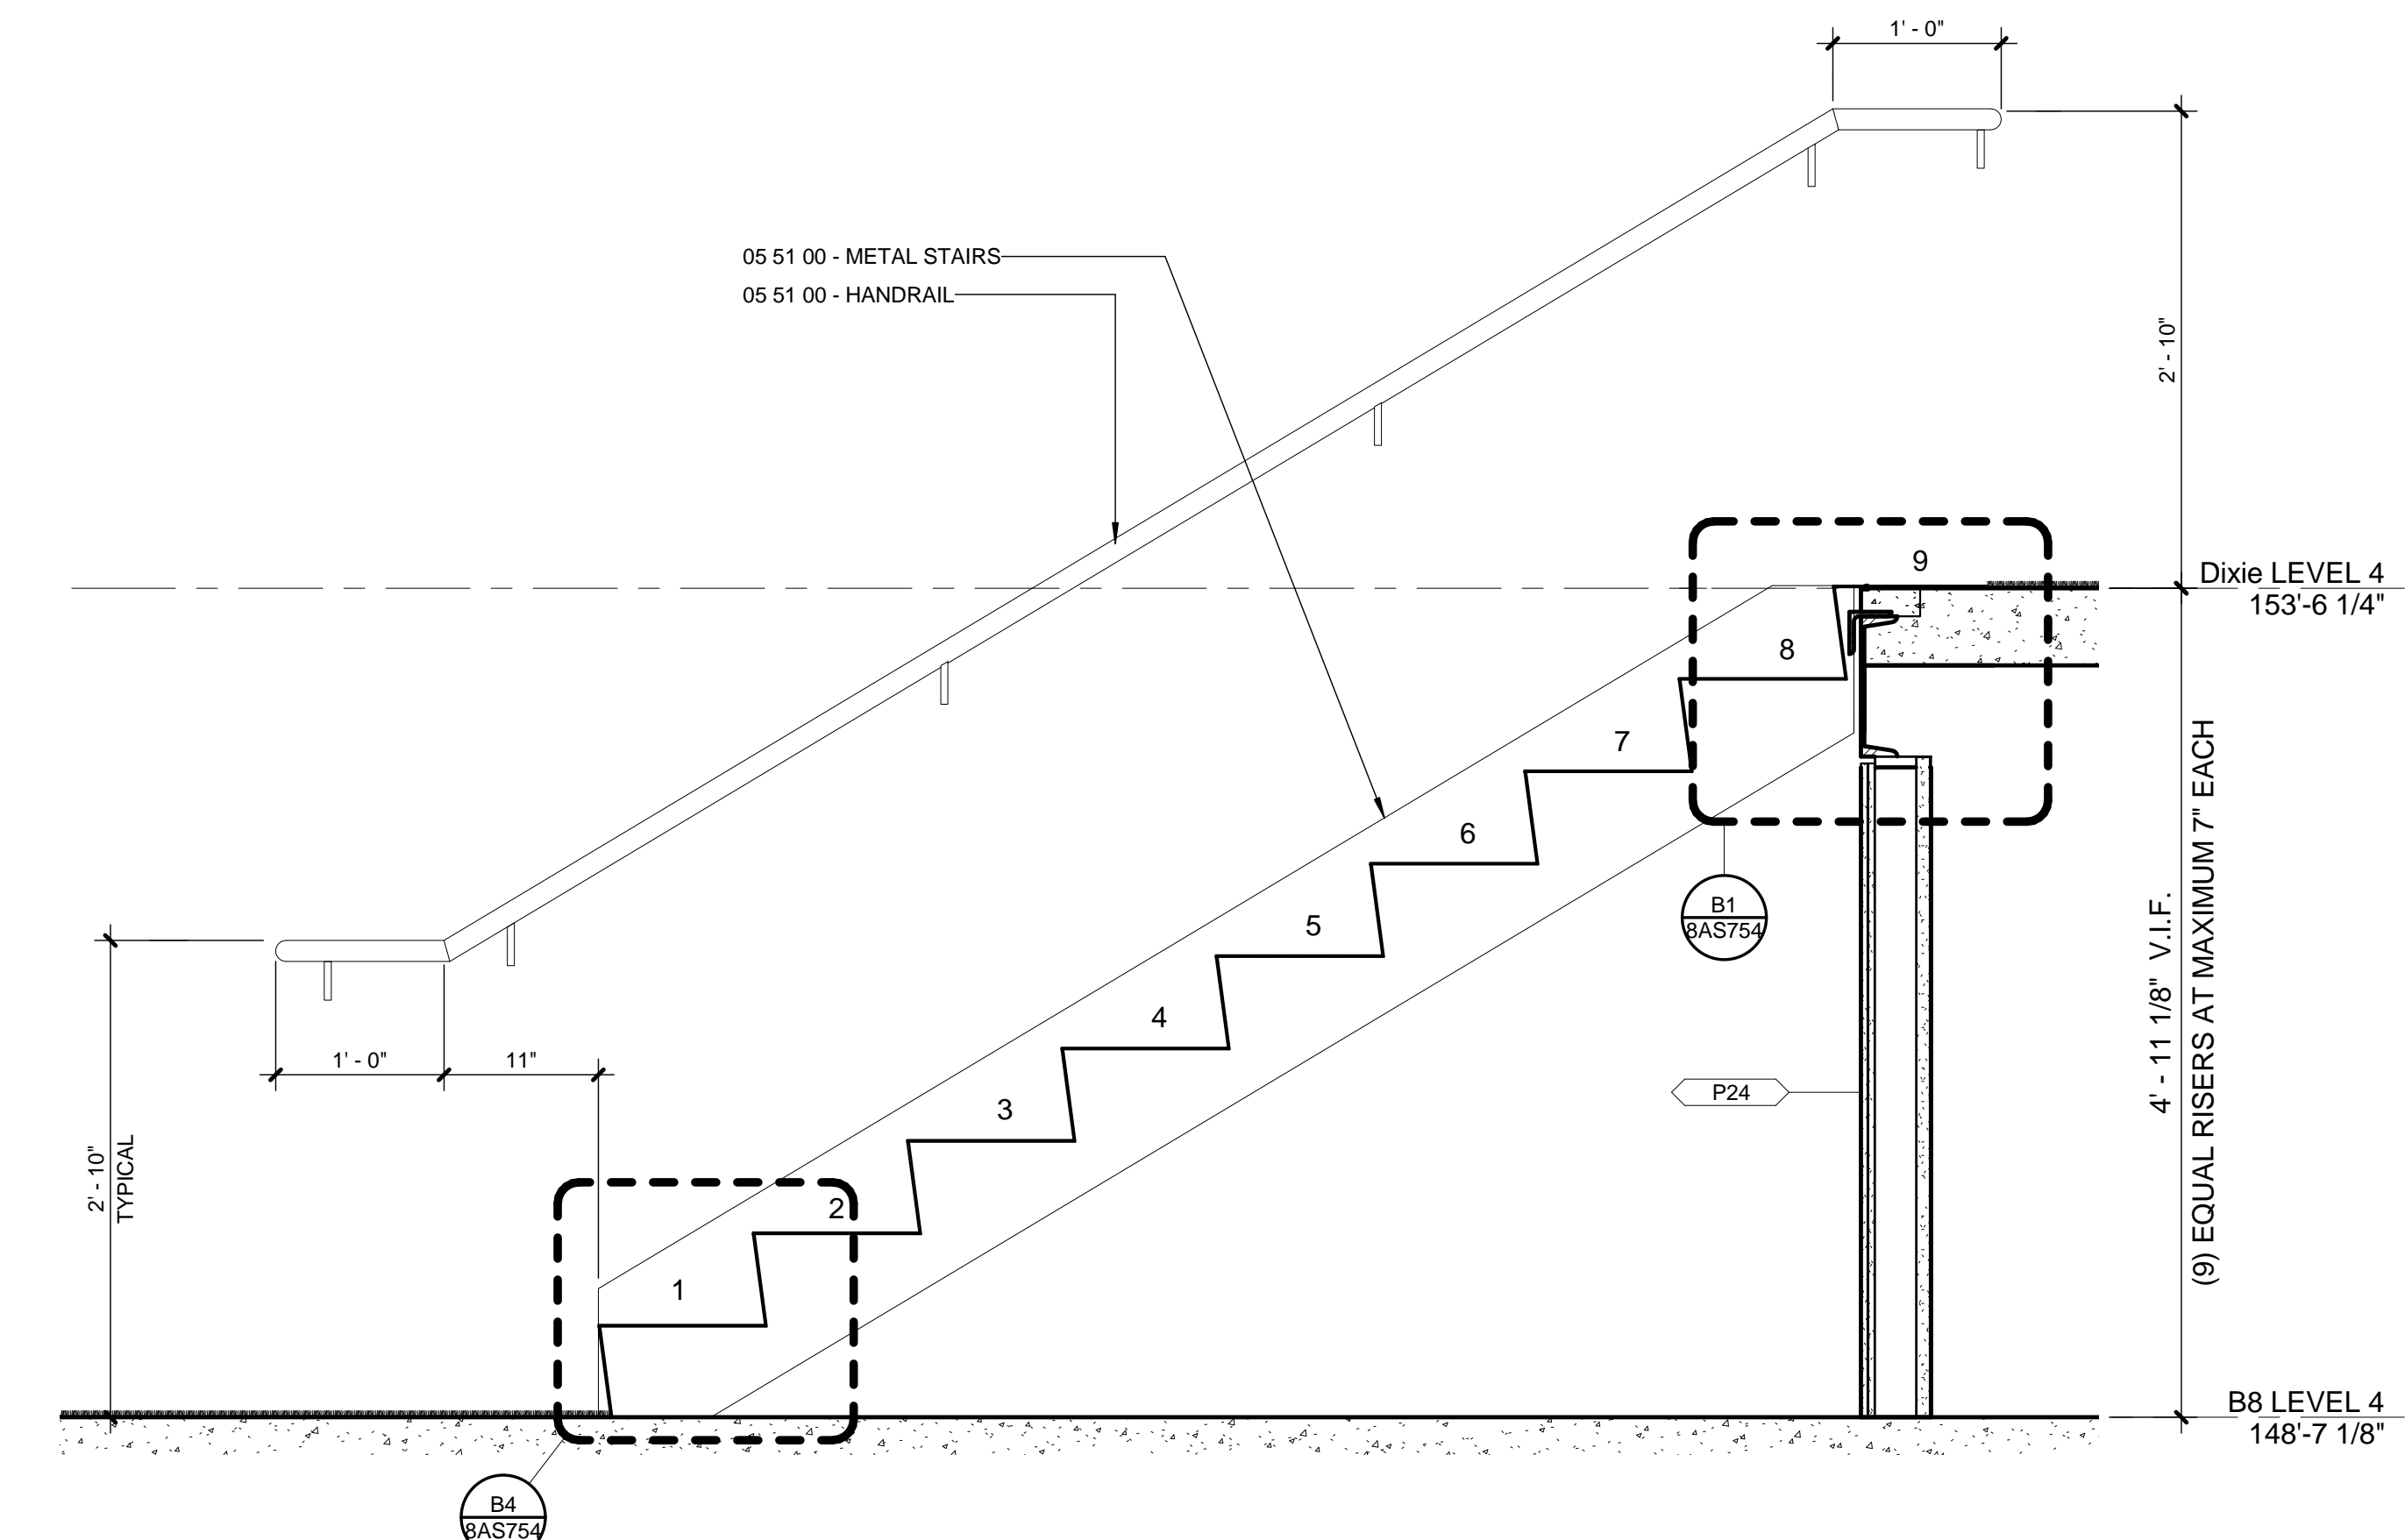 1' - 0"
05 51 00 - METAL STAIRS
05 51 00 - HANDRAIL
2' - 10"
9
Dixie LEVEL 4
153'-6 1/4"
8
7
6
5
4
3
2
1
B1
8AS754
4' - 11 1/8" V.I.F.
(9) EQUAL RISERS AT MAXIMUM 7" EACH
1' - 0"
11"
P24
2' - 10"
TYPICAL
B8 LEVEL 4
148'-7 1/8"
B4
8AS754